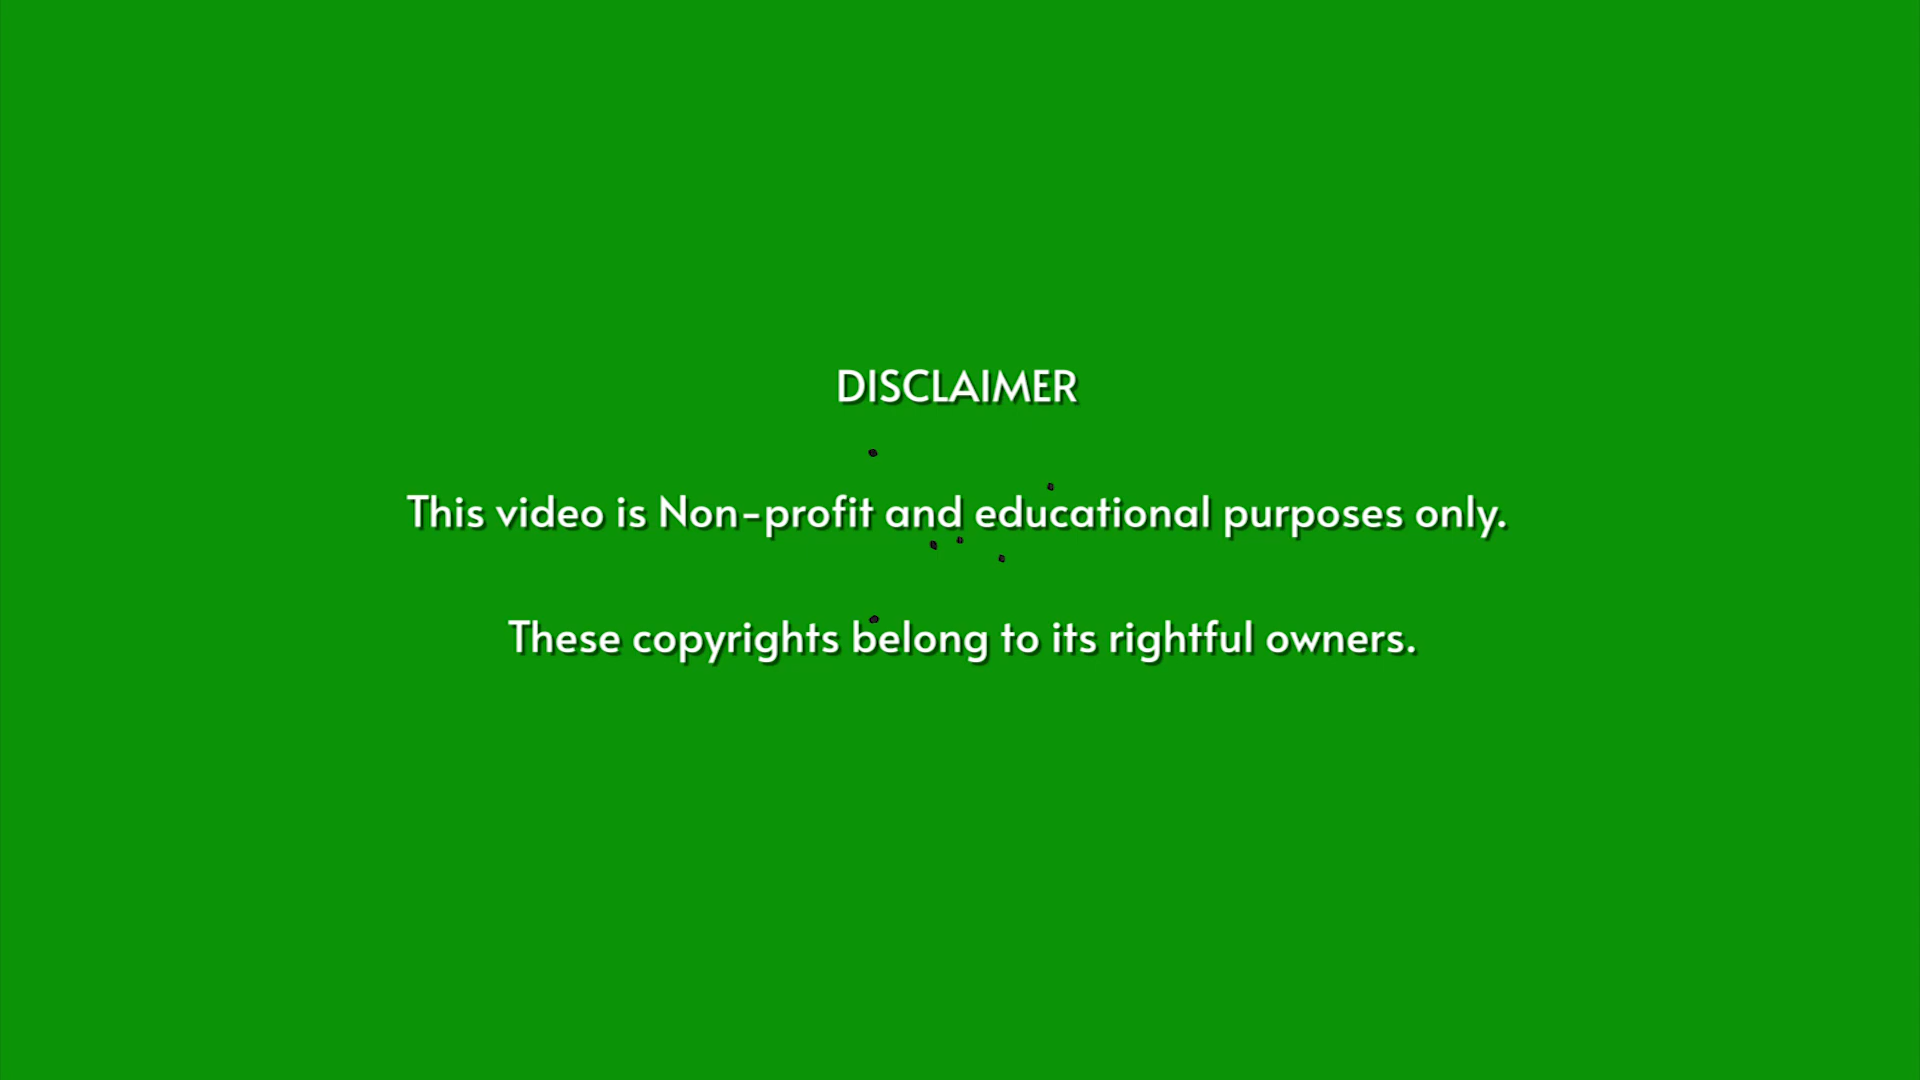 DISCLAIMER
This video is Non-profit and educational purposes only.
These copyrights belong to its rightful owners.